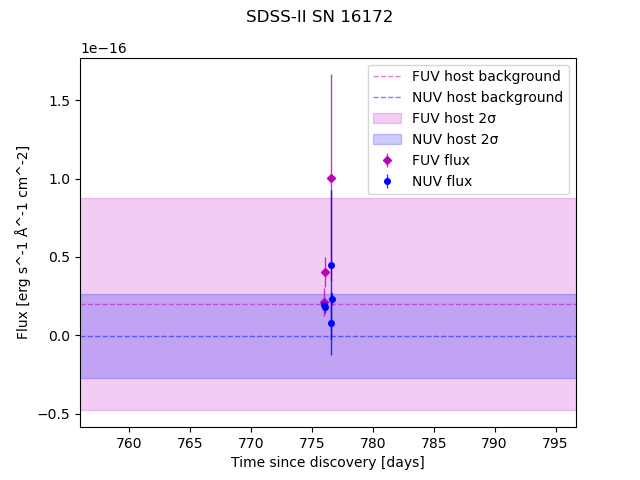 SDSS-II SN 16172
1e−16
FUV host background
NUV host background
FUV host 2σ
NUV host 2σ
FUV flux
NUV flux
1.5
1.0
0.5
0.0
−0.5
Flux [erg s^-1 Å^-1 cm^-2]
760 765 770 775 780 785 790 795
Time since discovery [days]